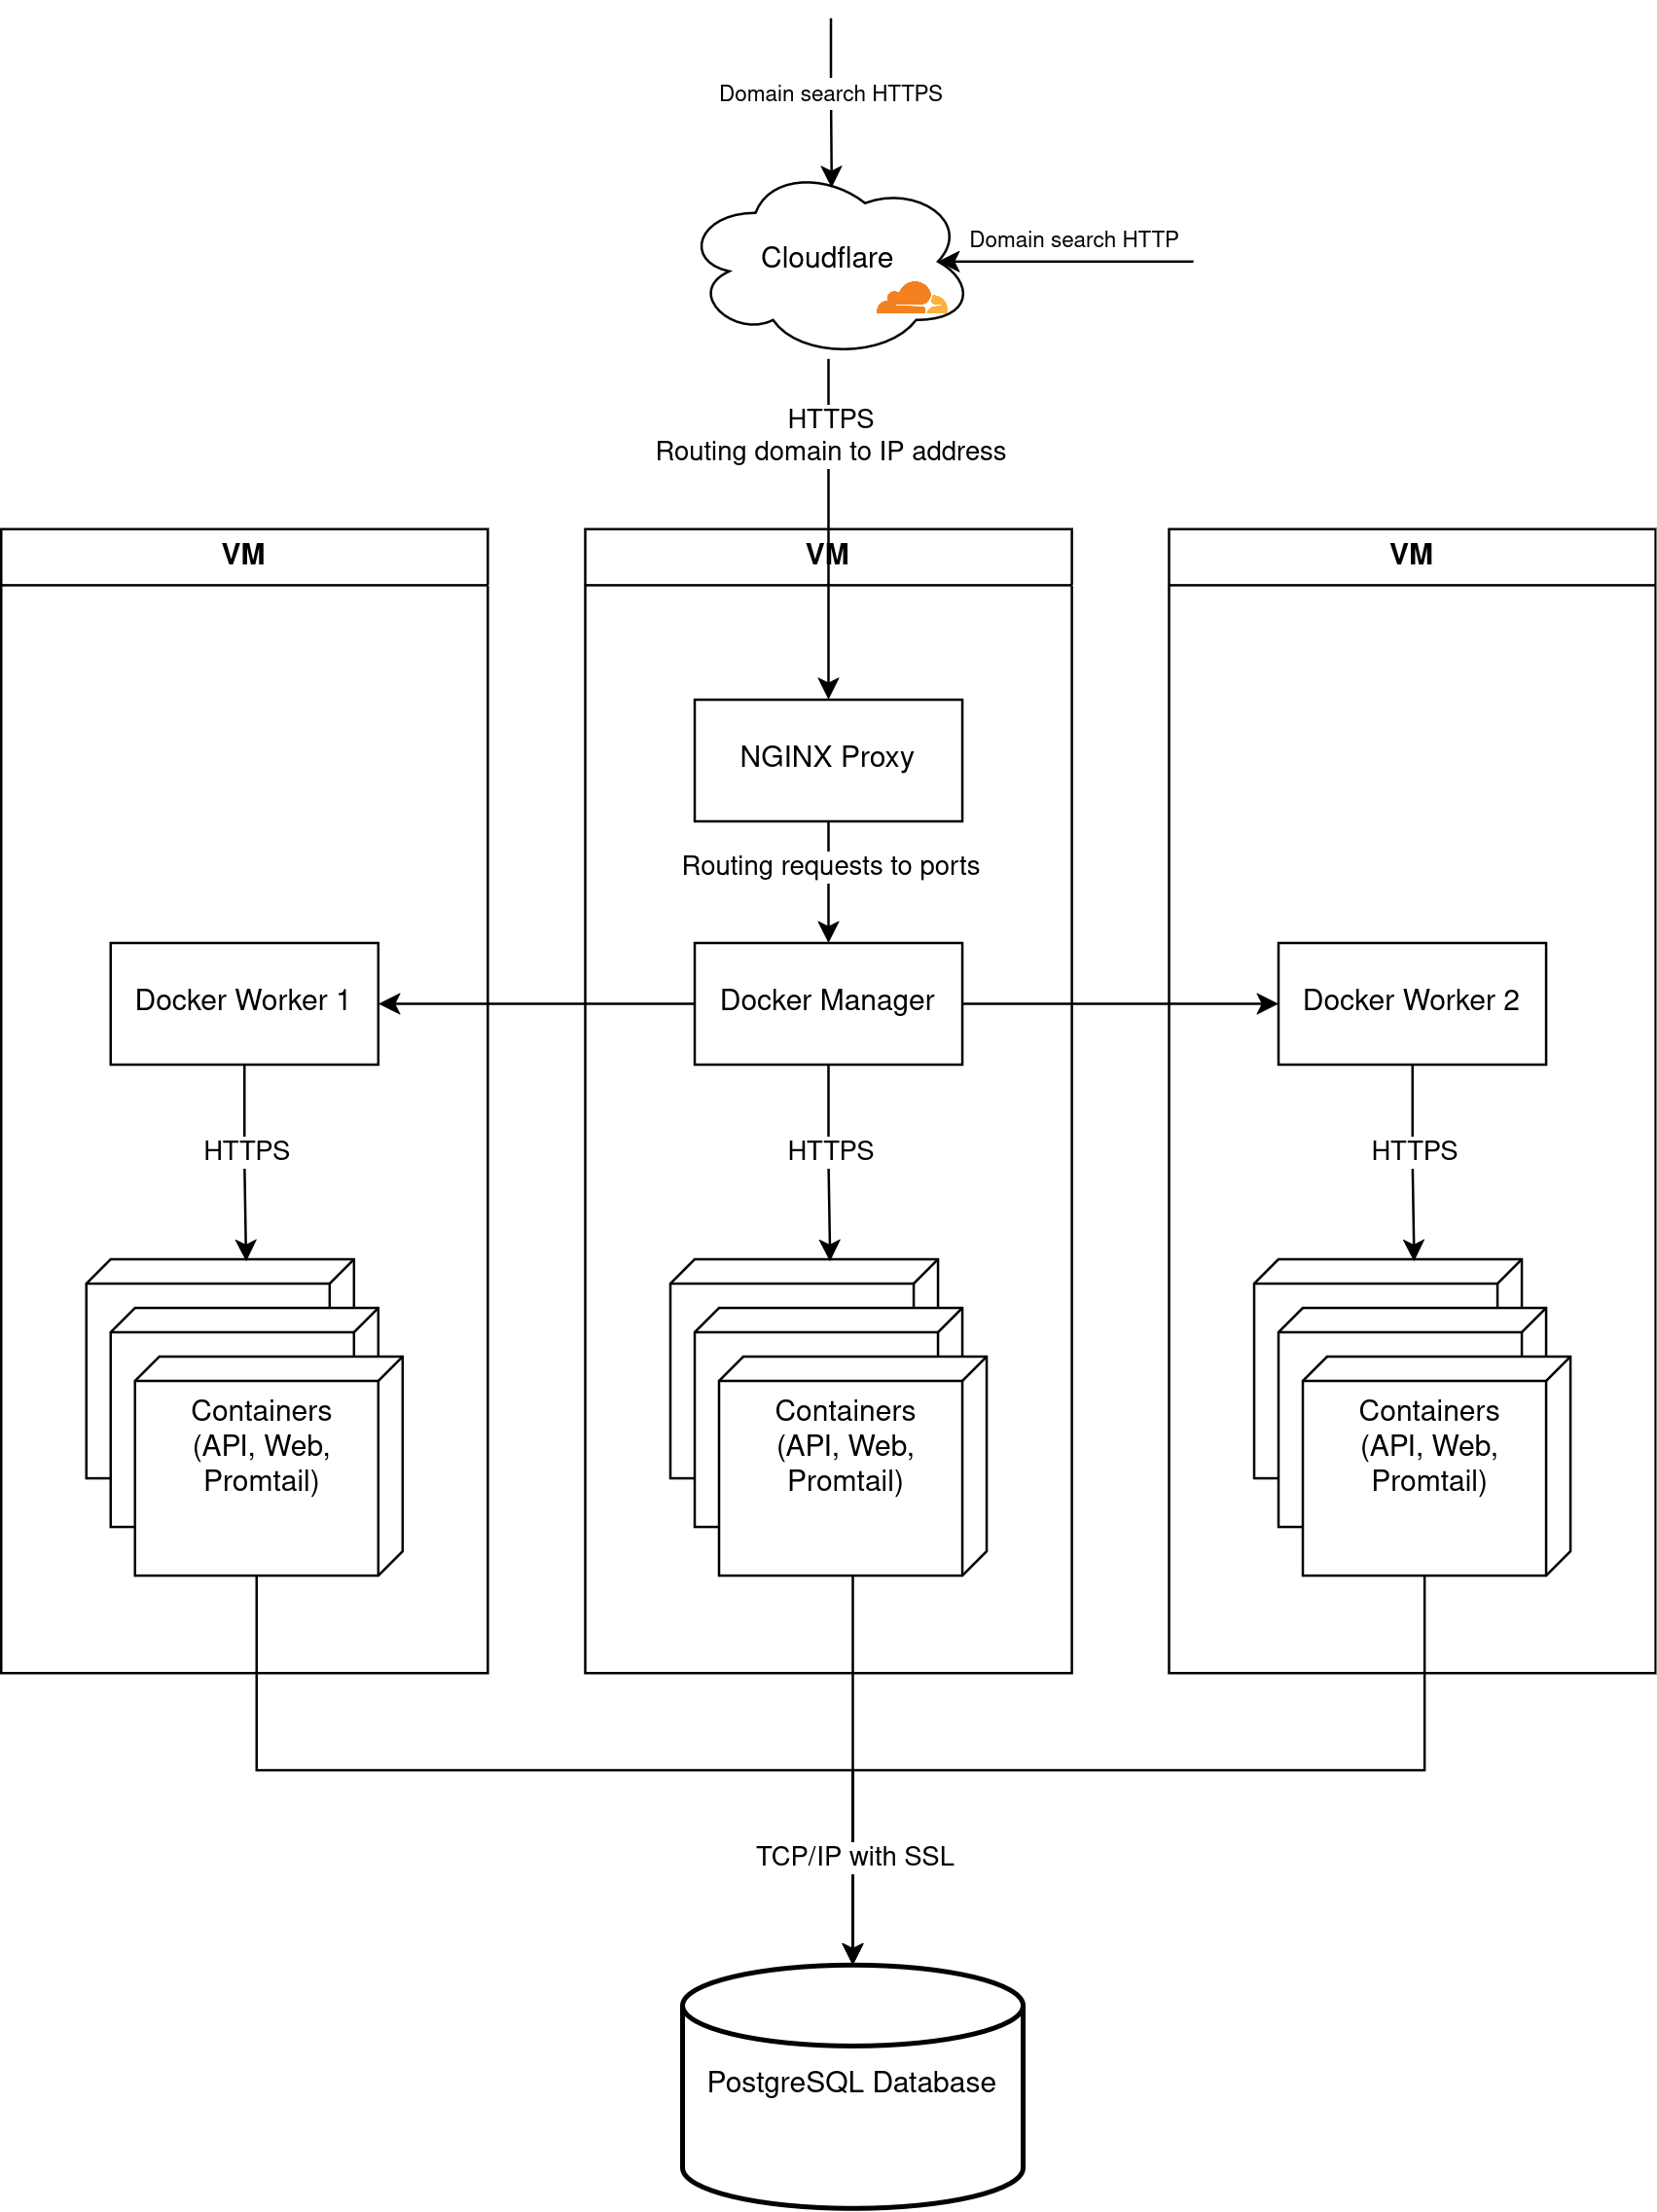 Domain search HTTPS
Domain search HTTP
Cloudflare
HTTPS
Routing domain to IP address
VM
VM
VM
NGINX Proxy
Routing requests to ports
Docker Worker 1
Docker Manager
Docker Worker 2
HTTPS
HTTPS
HTTPS
Containers
(API, Web,
Promtail)
Containers
(API, Web,
Promtail)
Containers
(API, Web,
Promtail)
TCP/IP with SSL
PostgreSQL Database